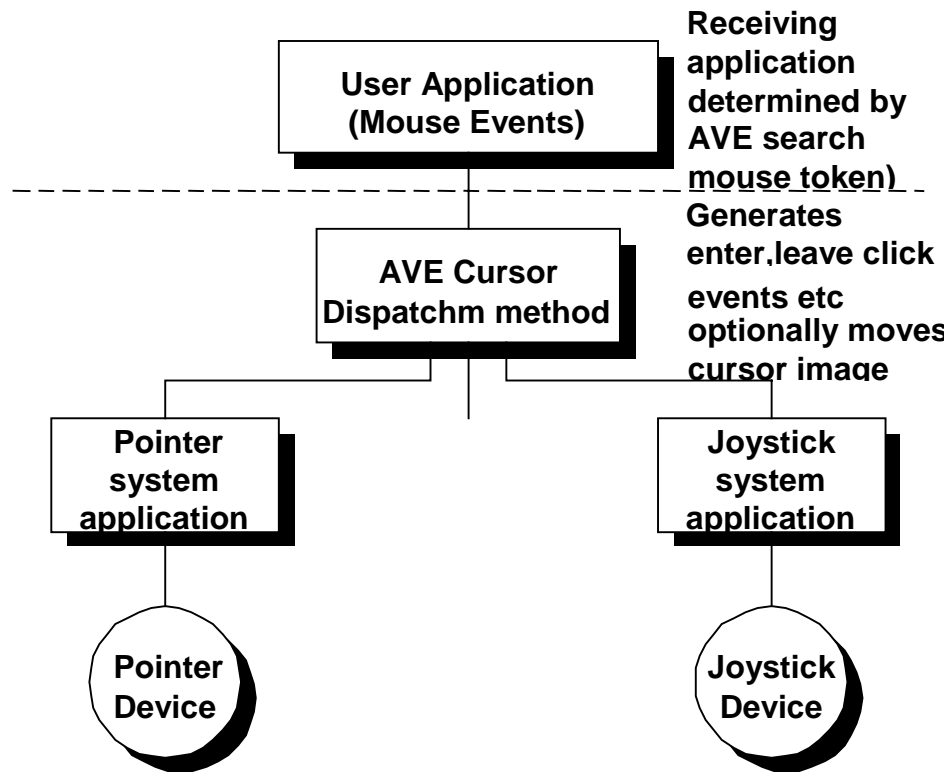 User Application
(Mouse Events)
Receiving
application
determined by
AVE search
mouse token)
AVE Cursor
Dispatchm method
Generates
enter,leave click
events etc
optionally moves
cursor image
Pointer
system
application
Joystick
system
application
Pointer
Device
Joystick
Device